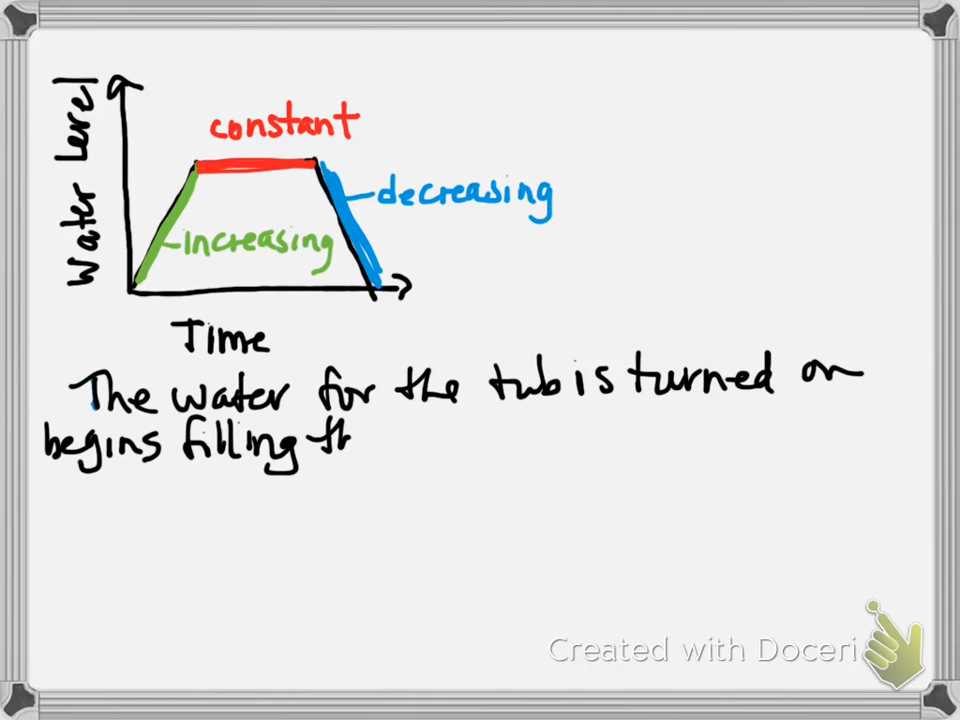 Water Level
constant
decreasing
increasing
Time
The water for the tub is turned on
begins filling th
Created with Doceri